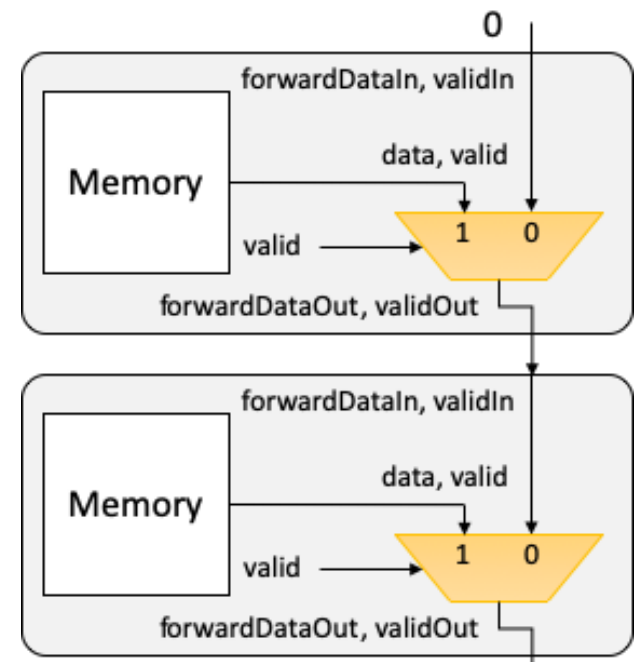 0
forwardDataIn, validIn
data, valid
Memory
1 0
valid
forwardDataOut, validOut
forwardDataIn, validIn
data, valid
Memory
1 0
valid
forwardDataOut, validOut